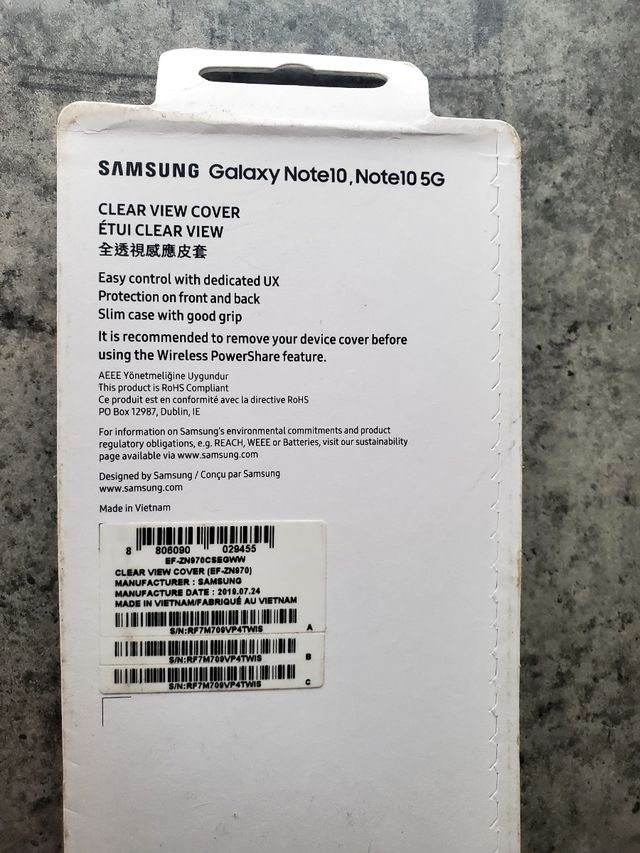 SAMSUNG Galaxy Note10, Note10 5G
CLEAR VIEW COVER
ÉTUI CLEAR VIEW
全透視感應皮套
Easy control with dedicated UX
Protection on front and back
Slim case with good grip
It is recommended to remove your device cover before
using the Wireless PowerShare feature.
AEEE Yönetmeliğine Uygundur
This product is RoHS Compliant
Ce produit est en conformité avec la directive RoHS
PO Box 12987, Dublin, IE
For information on Samsung's environmental commitments and product
regulatory obligations, e.g. REACH, WEEE or Batteries, visit our sustainability
page available via www.samsung.com
Designed by Samsung / Conçu par Samsung
www.samsung.com
Made in Vietnam
8 806090 029455
EF-ZN970CSEGWW
CLEAR VIEW COVER (EF-ZN970)
MANUFACTURER : SAMSUNG
MANUFACTURE DATE : 2019.07.24
MADE IN VIETNAM/FABRIQUÉ AU VIETNAM
S/N:RF7M709VP4TWIS A
S/N:RF7M709VP4TWIS B
S/N:RF7M709VP4TWIS C